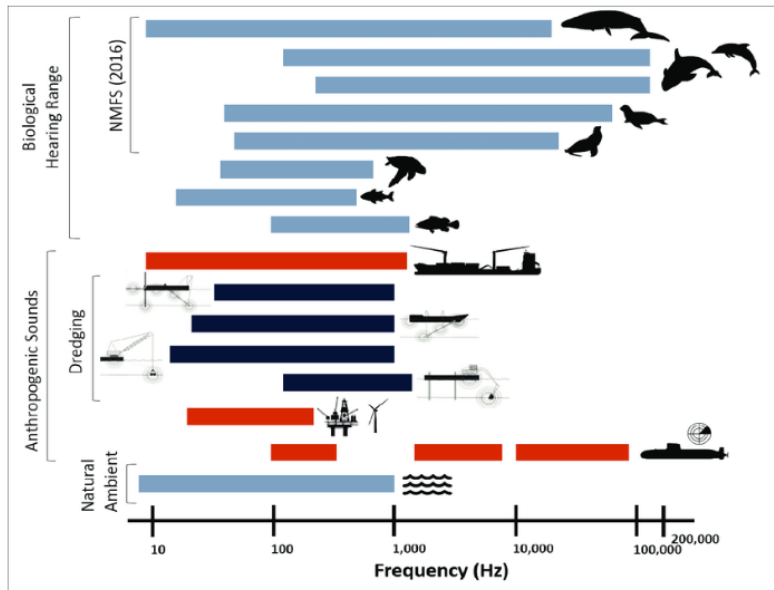 Biological
Hearing Range
NMFS (2016)
Anthropogenic Sounds
Dredging
Natural
Ambient
10
100
1,000
10,000
100,000
200,000
Frequency (Hz)